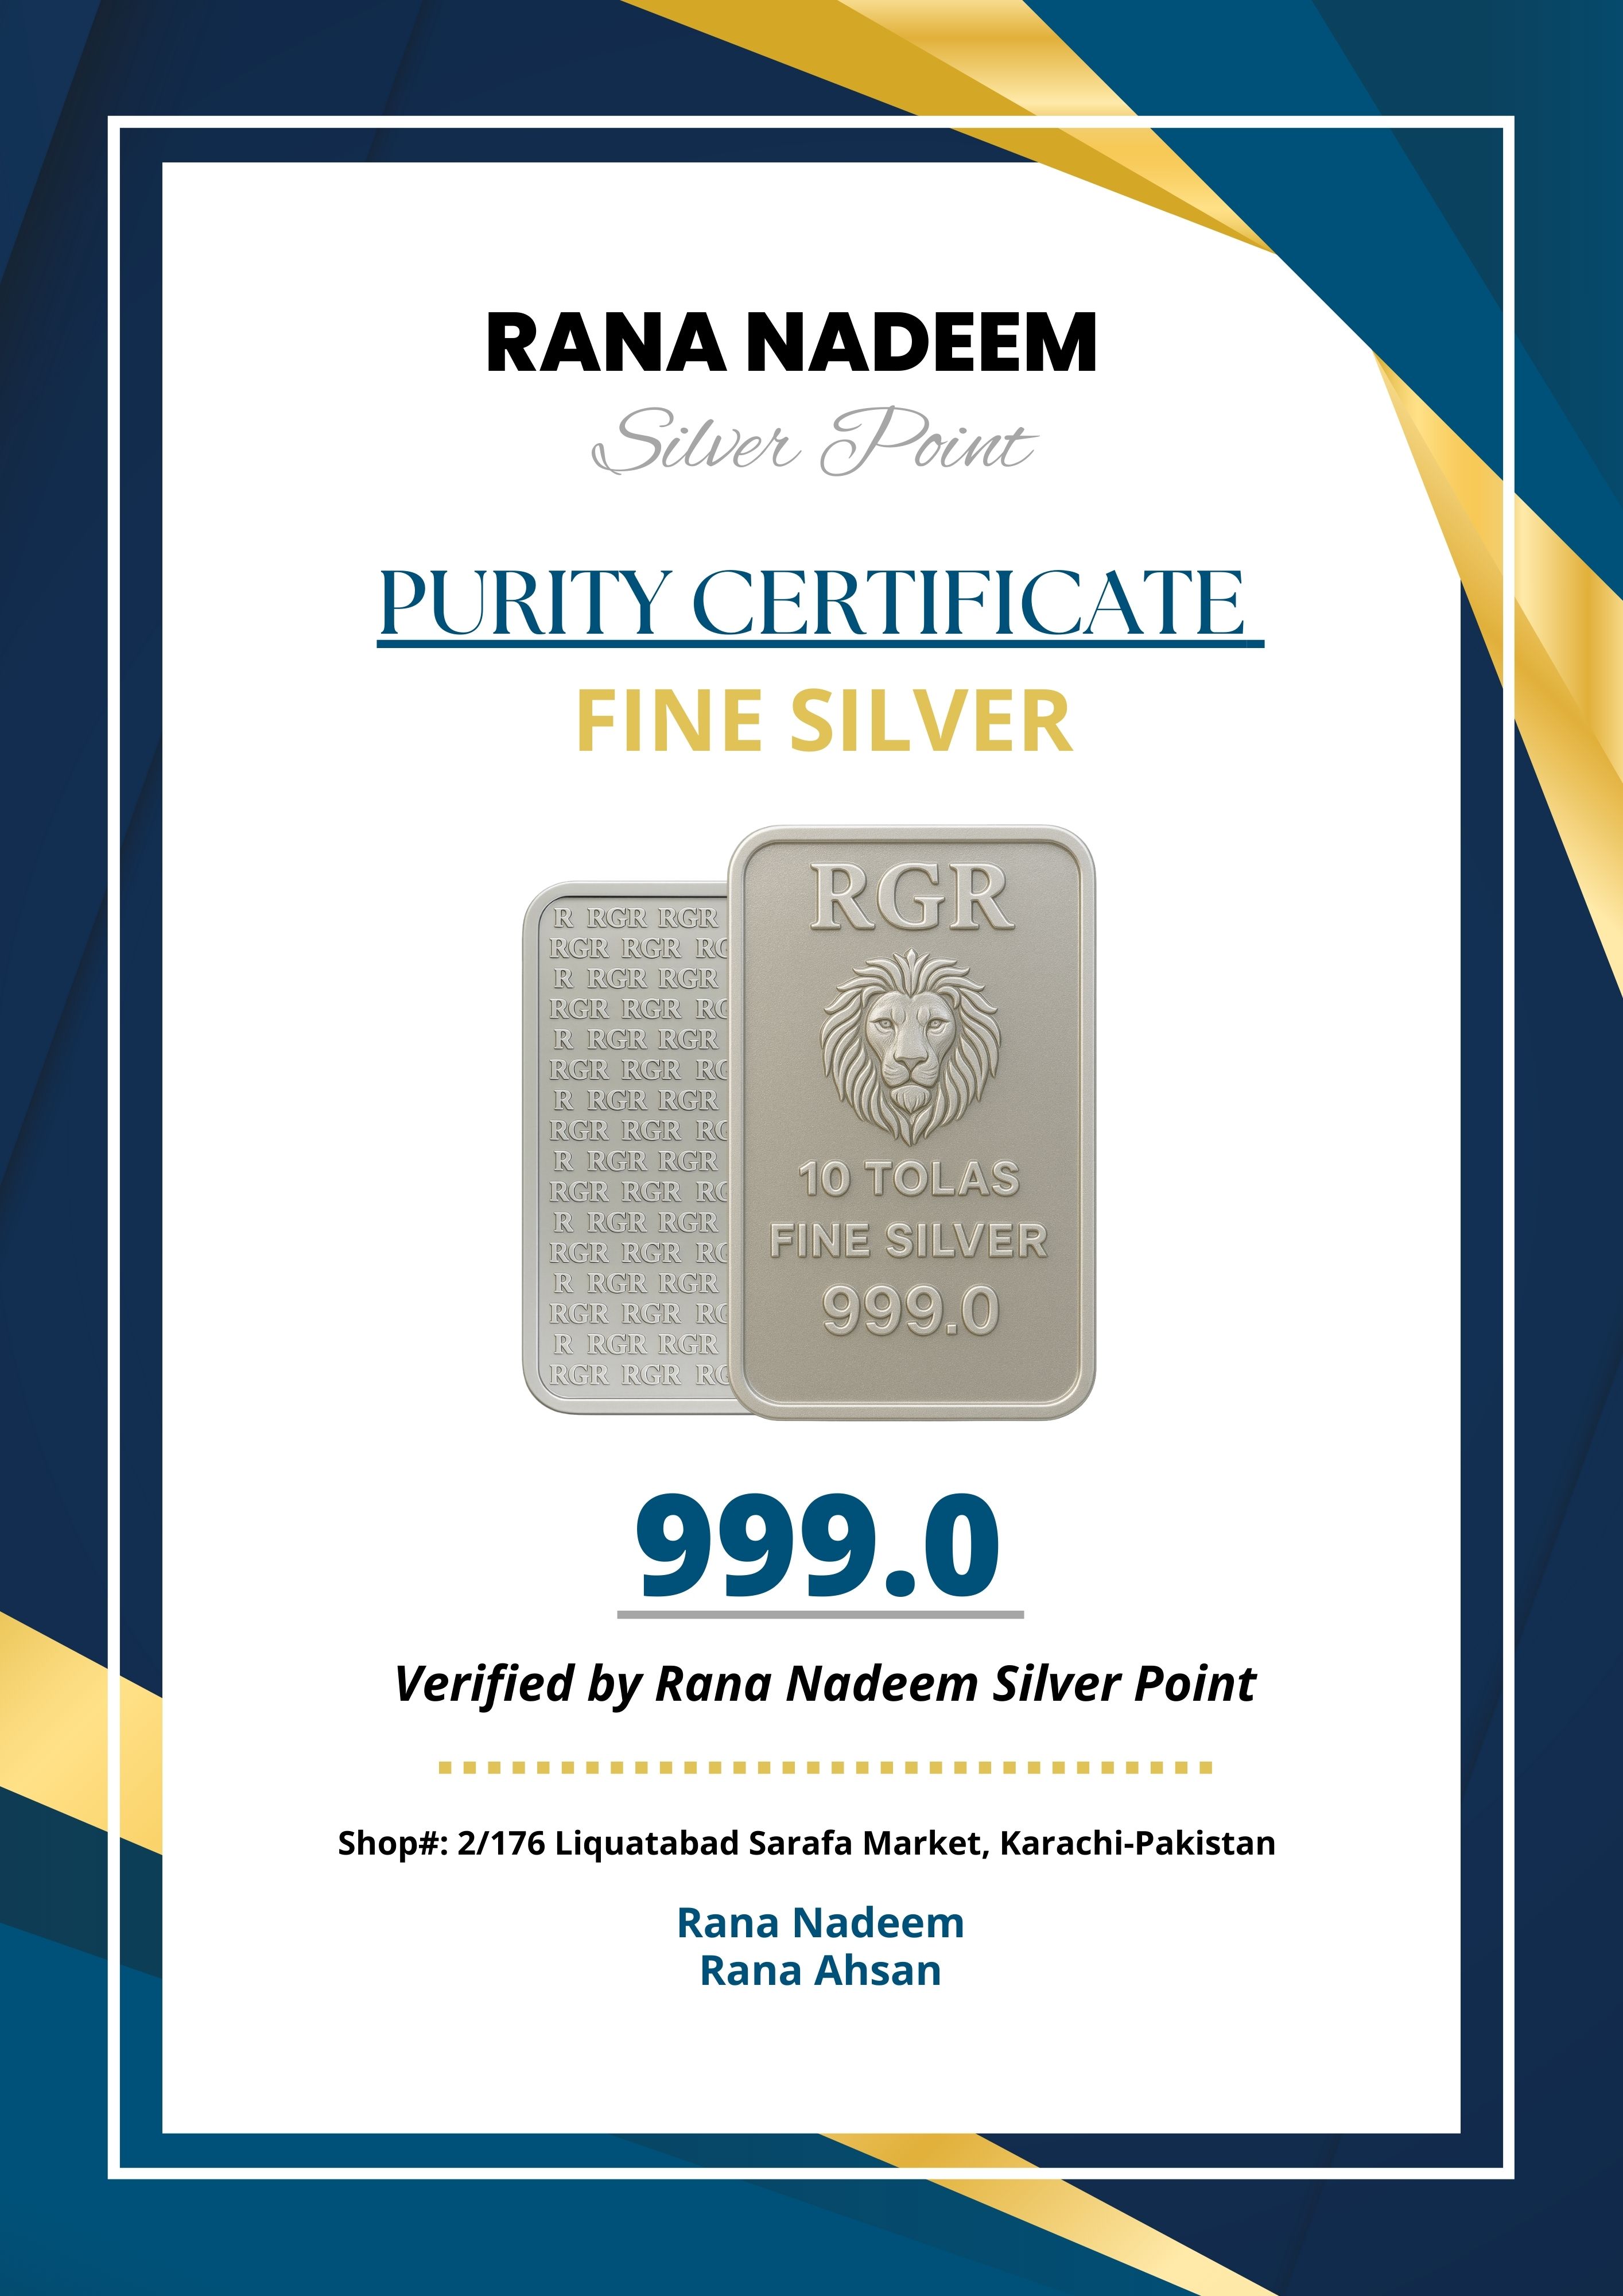 RANA NADEEM
Silver Point
PURITY CERTIFICATE
FINE SILVER
R RGR RGR
RGR RGR RG
R RGR RGR
RGR RGR RG
R RGR RGR
RGR RGR RG
R RGR RGR
RGR RGR RG
R RGR RGR
RGR RGR RG
R RGR RGR
RGR RGR RG
R RGR RGR
RGR RGR RG
R RGR RGR
RGR RGR RG
RGR
10 TOLAS
FINE SILVER
999.0
999.0
Verified by Rana Nadeem Silver Point
Shop#: 2/176 Liquatabad Sarafa Market, Karachi-Pakistan
Rana Nadeem
Rana Ahsan